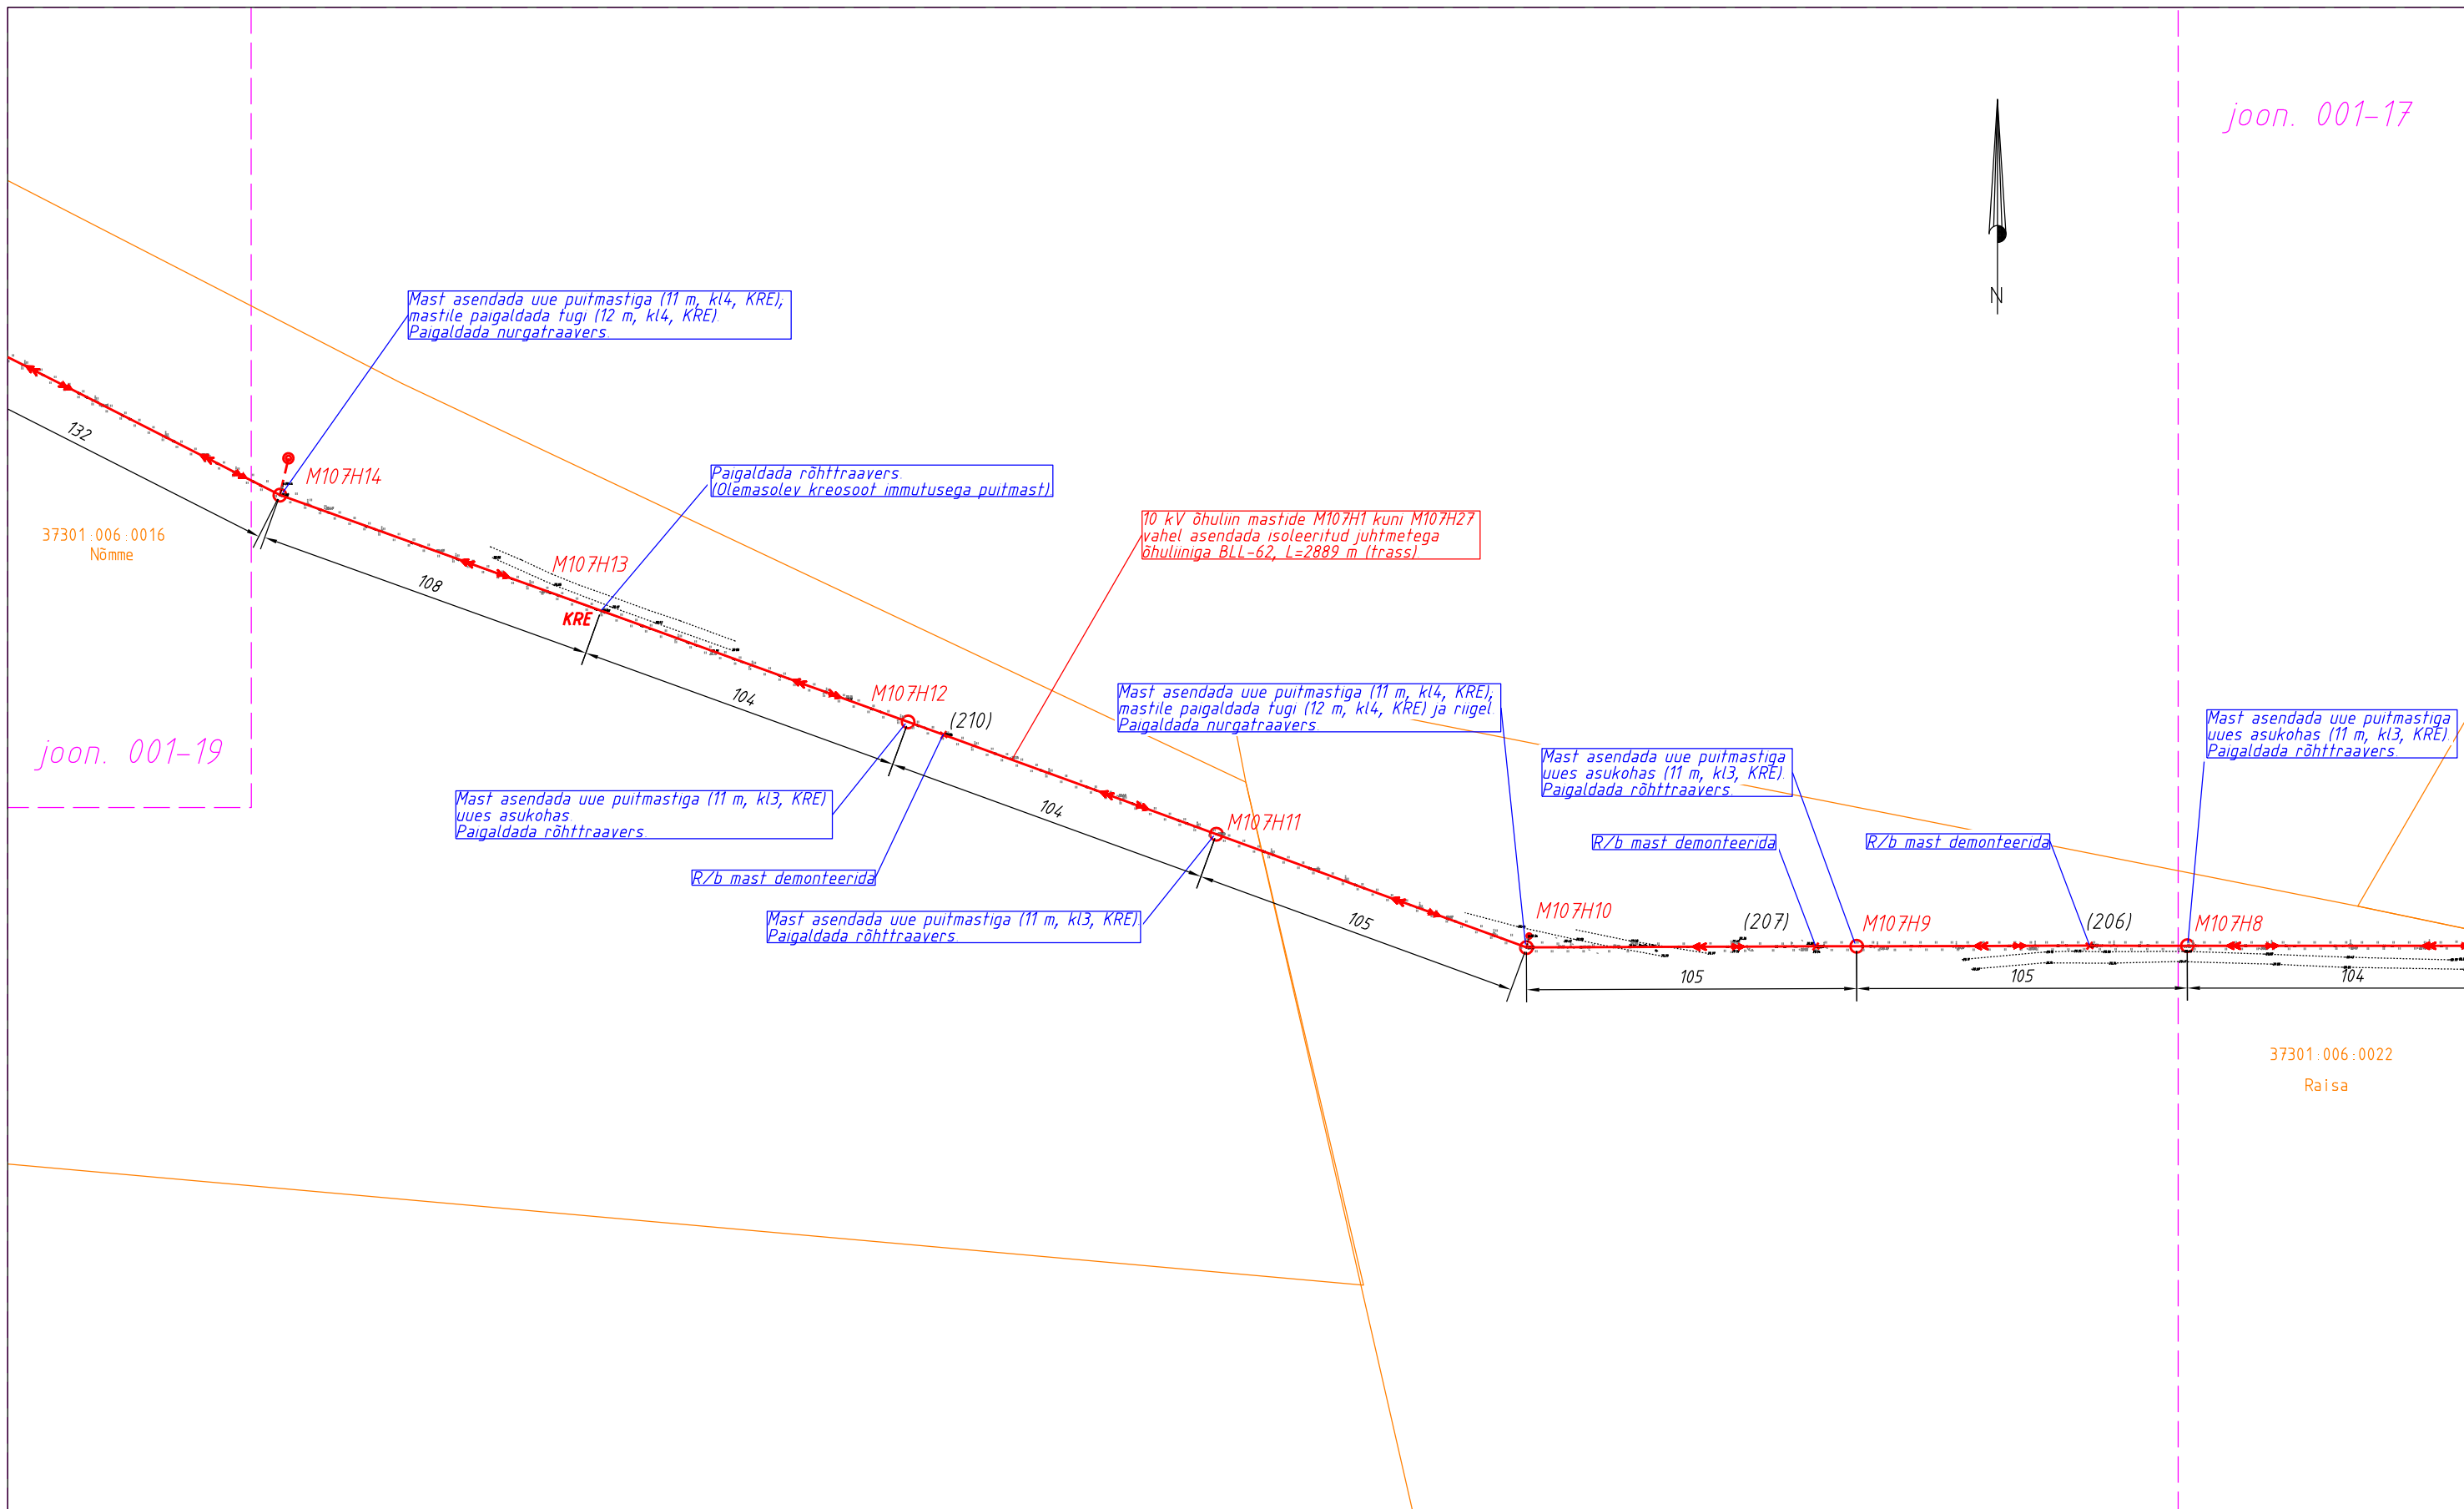 joon. 001-17
N
Mast asendada uue puitmastiga (11 m, kl4, KRE);
mastile paigaldada tugi (12 m, kl4, KRE).
Paigaldada nurgatraavers.
132
M107H14
Paigaldada rõhttraavers.
(Olemasolev kreosoot immutusega puitmast)
37301:006:0016
Nõmme
10 kV õhuliin mastide M107H1 kuni M107H27
vahel asendada isoleeritud juhtmetega
õhuliiniga BLL-62, L=2889 m (trass)
M107H13
108
KRE
104
M107H12
(210)
Mast asendada uue puitmastiga (11 m, kl4, KRE);
mastile paigaldada tugi (12 m, kl4, KRE) ja riigel.
Paigaldada nurgatraavers.
Mast asendada uue puitmastiga
uues asukohas (11 m, kl3, KRE).
Paigaldada rõhttraavers.
joon. 001-19
Mast asendada uue puitmastiga
uues asukohas (11 m, kl3, KRE).
Paigaldada rõhttraavers.
Mast asendada uue puitmastiga (11 m, kl3, KRE)
uues asukohas.
Paigaldada rõhttraavers.
104
M107H11
R/b mast demonteerida
R/b mast demonteerida
R/b mast demonteerida
Mast asendada uue puitmastiga (11 m, kl3, KRE).
Paigaldada rõhttraavers.
105
M107H10
(207)
M107H9
(206)
M107H8
105
105
104
37301:006:0022
Raisa